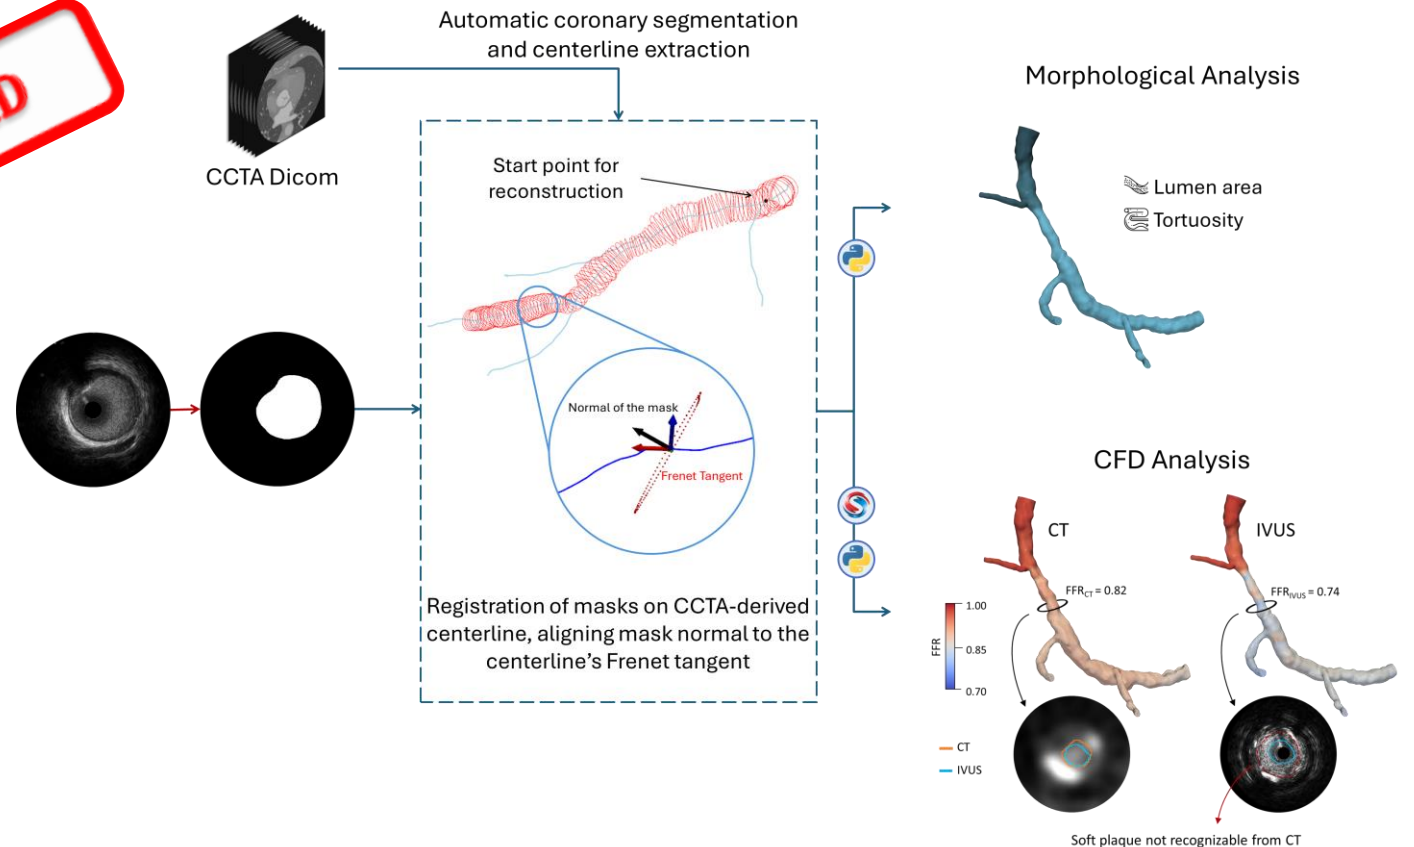 Automatic coronary segmentation
and centerline extraction
CCTA Dicom
Start point for
reconstruction
Normal of the mask
Frenet Tangent
Registration of masks on CCTA-derived
centerline, aligning mask normal to the
centerline's Frenet tangent
Morphological Analysis
Lumen area
Tortuosity
CFD Analysis
CT
IVUS
FFRCT = 0.82
FFRIVUS = 0.74
FFR
1.00
0.85
0.70
CT
IVUS
Soft plaque not recognizable from CT